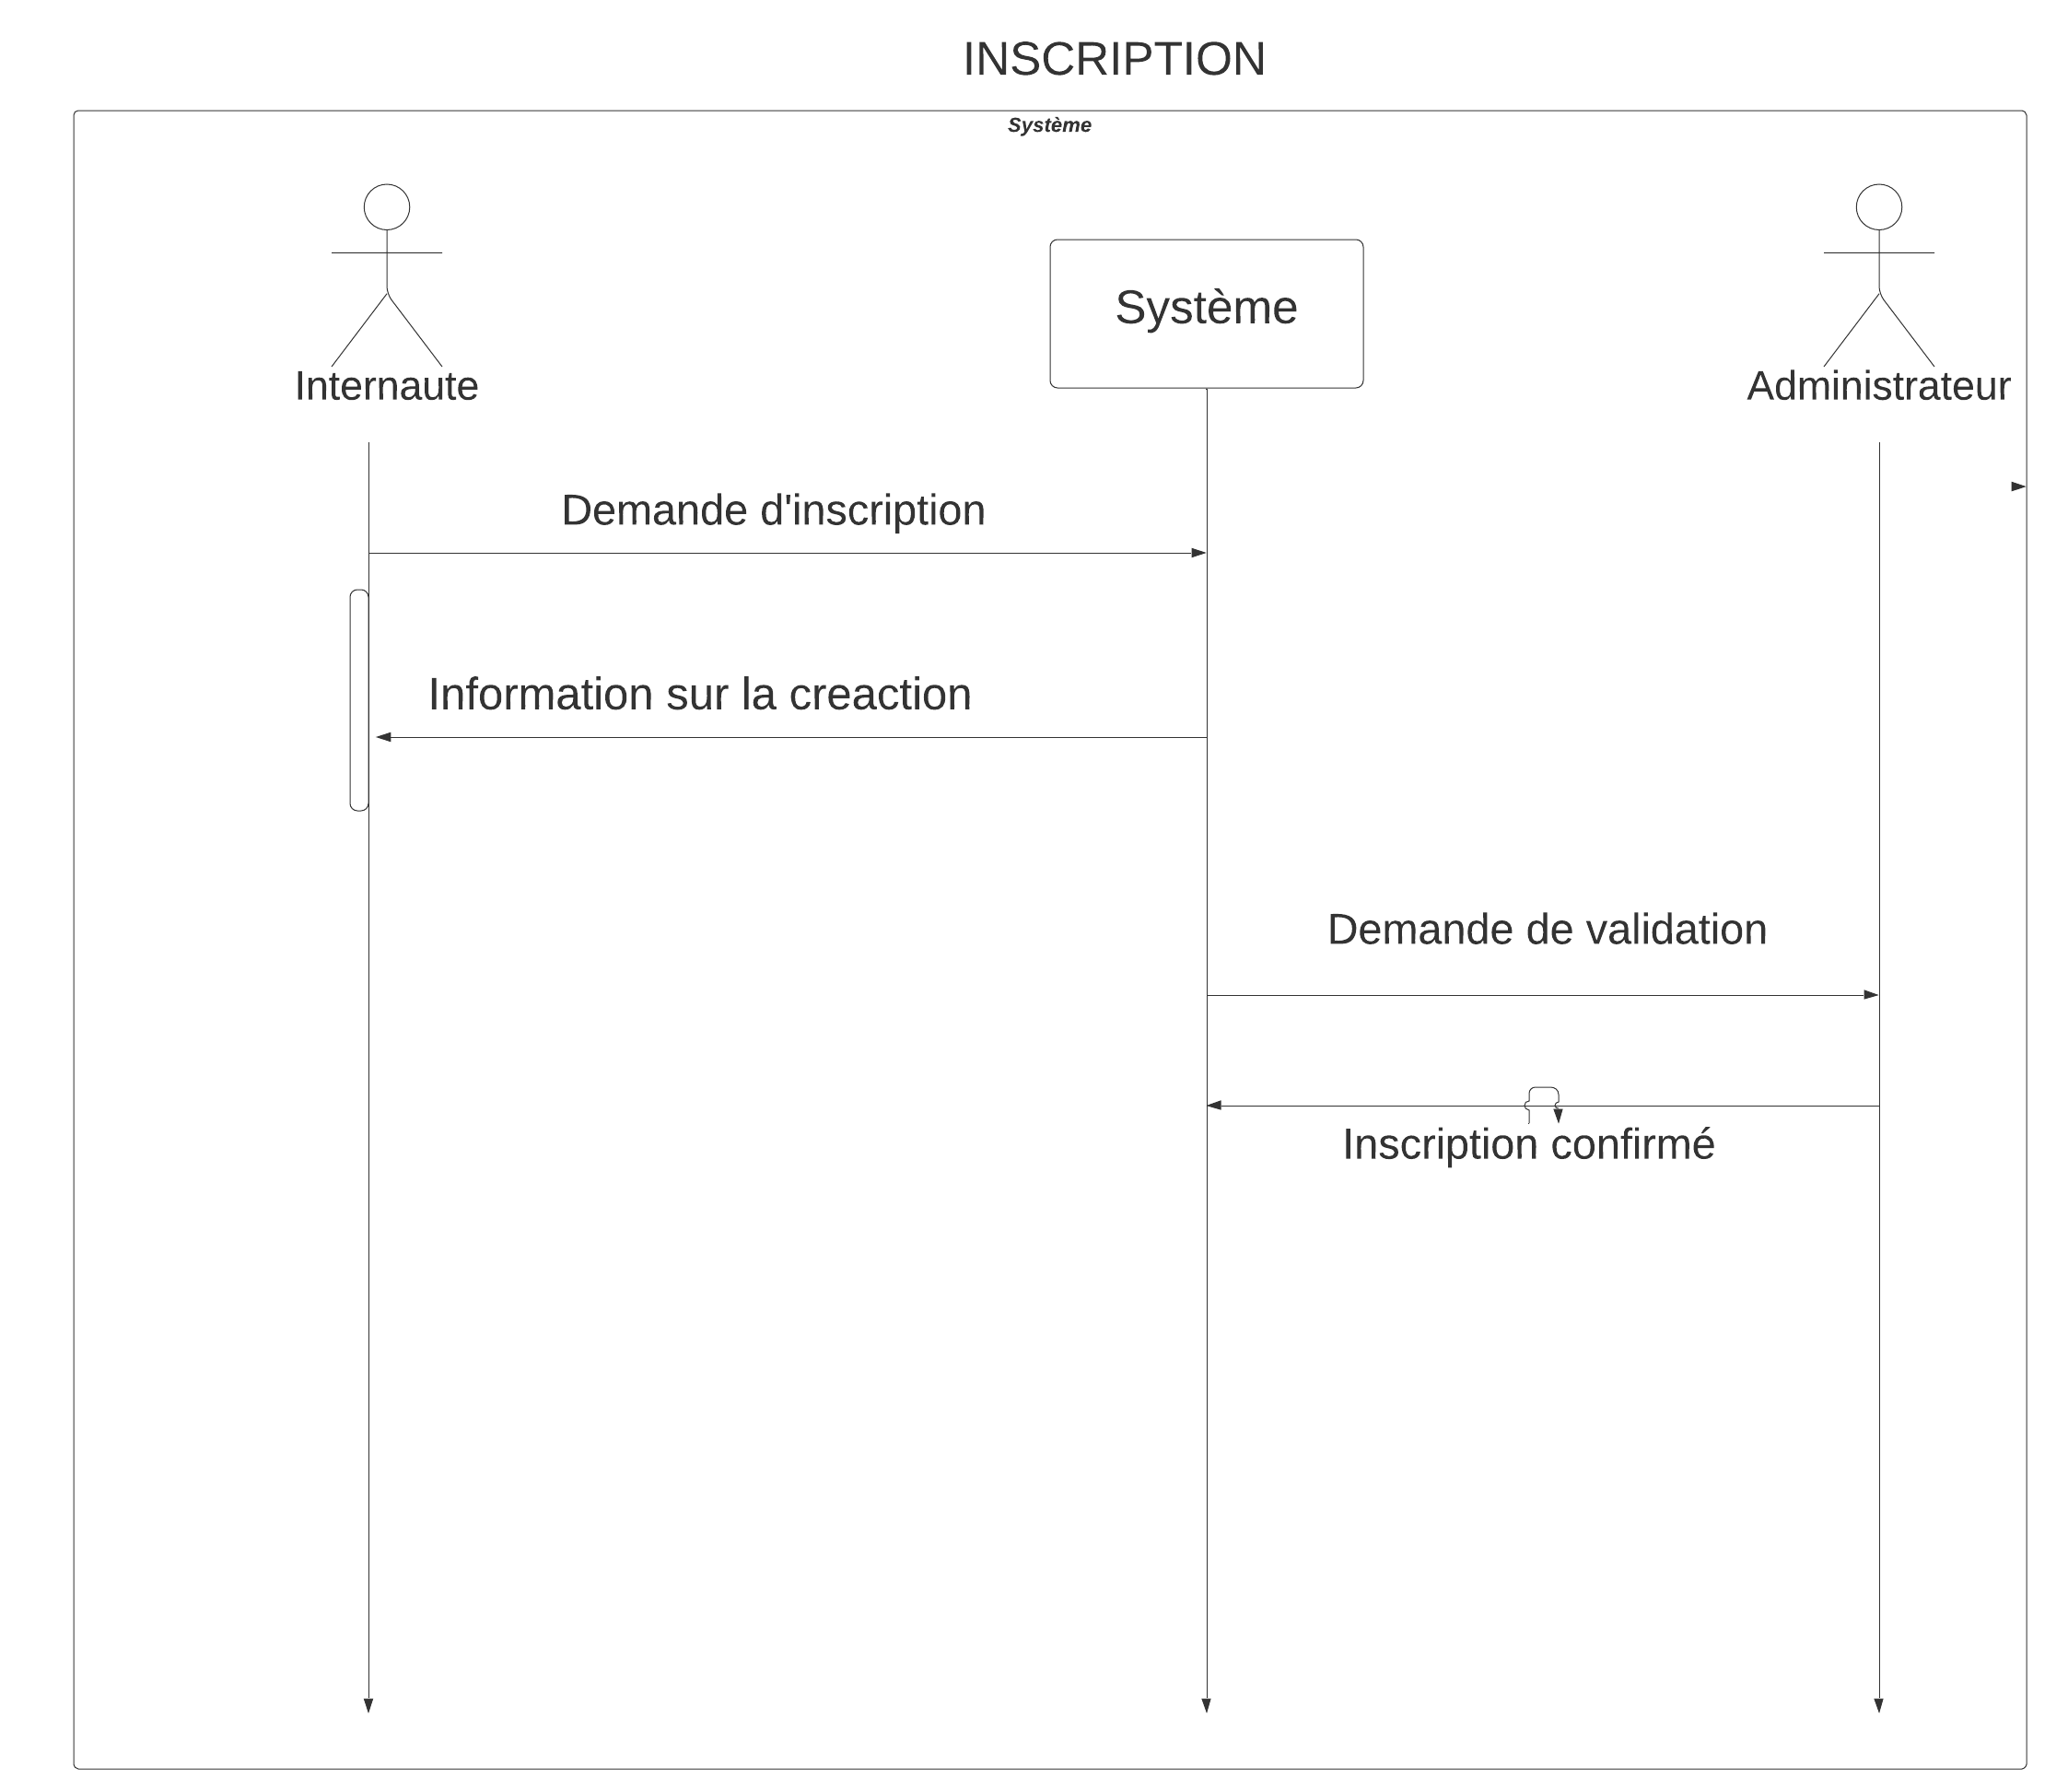 INSCRIPTION
Système
Système
Internaute
Administrateur
Demande d'inscription
Information sur la creaction
Demande de validation
Inscription confirmé